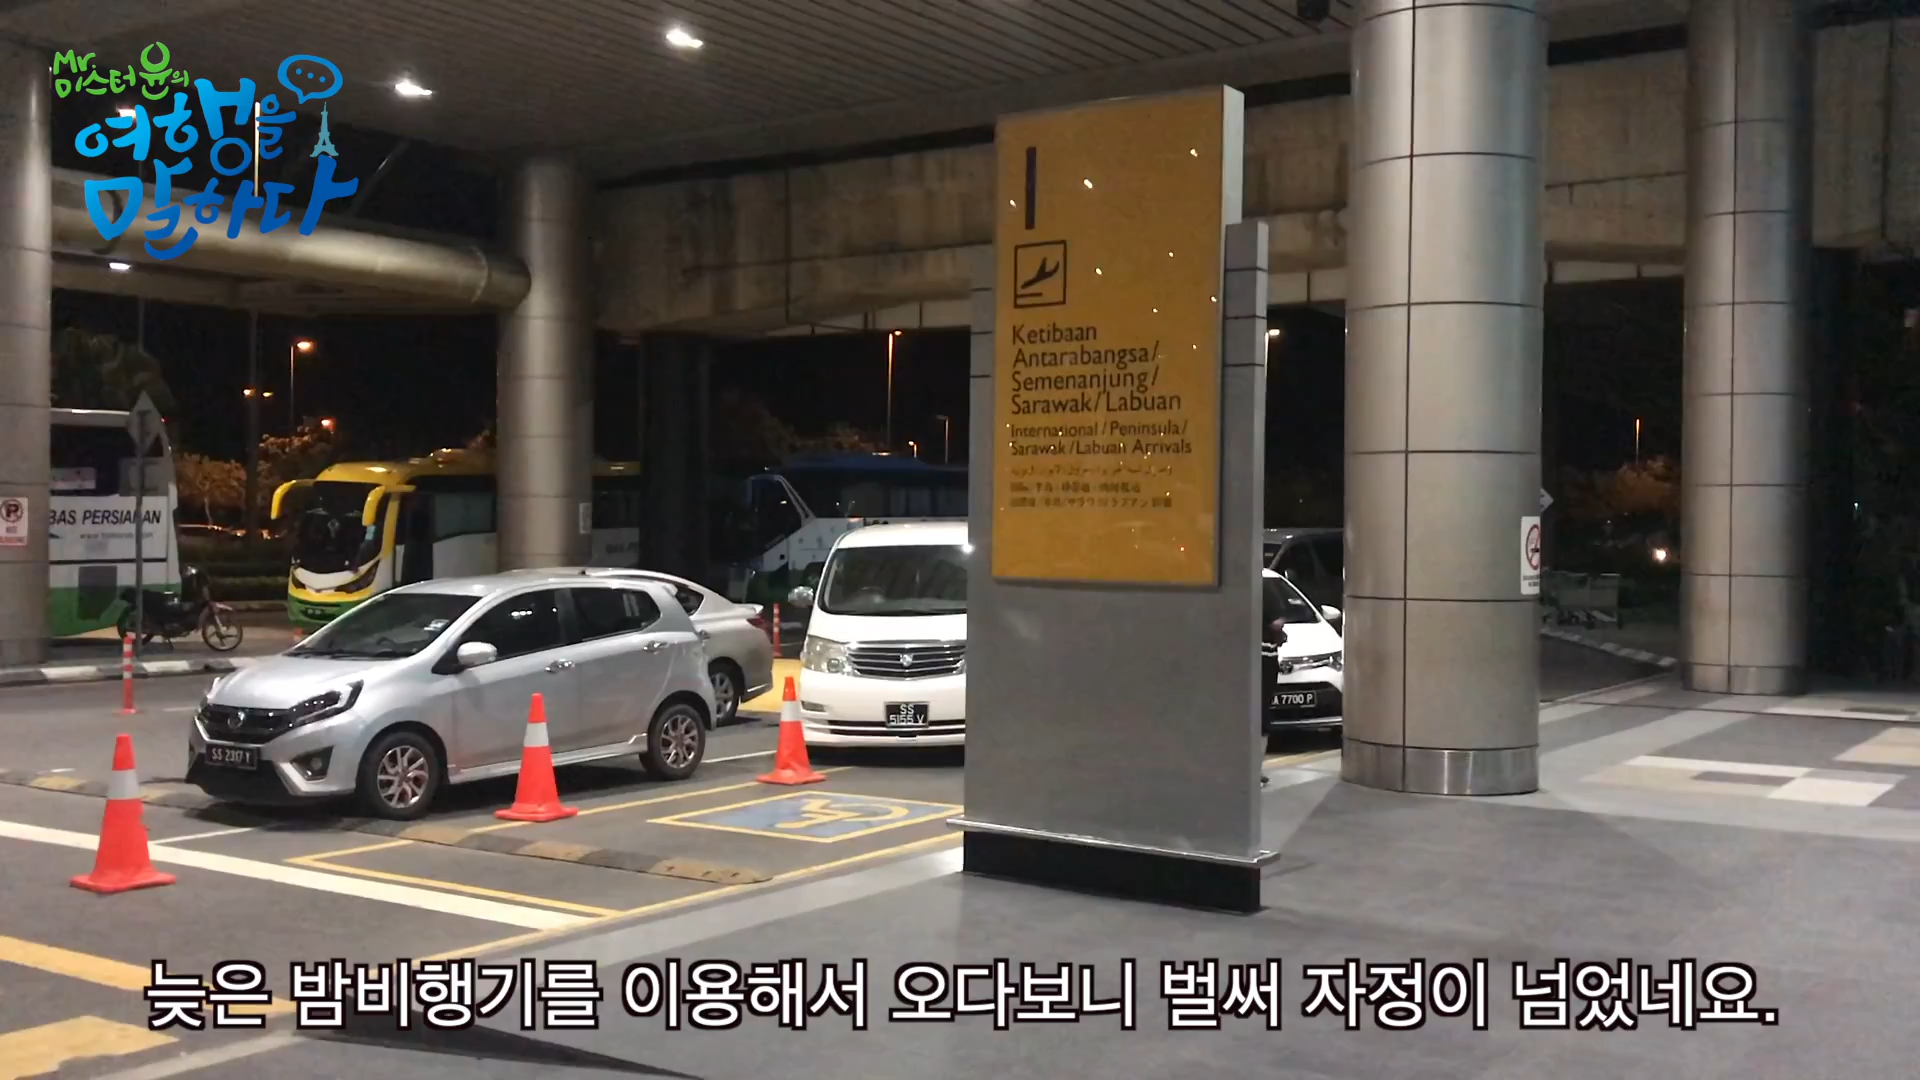 Mr.
미스터 윤의
여행을
말하다
BAS PERSIARAN
1
Ketibaan
Antarabangsa/
Semenanjung/
Sarawak/Labuan
International/Peninsula/
Sarawak/Labuan Arrivals
SS 2317 Y
SS
5155 V
A 7700 P
늦은 밤비행기를 이용해서 오다보니 벌써 자정이 넘었네요.